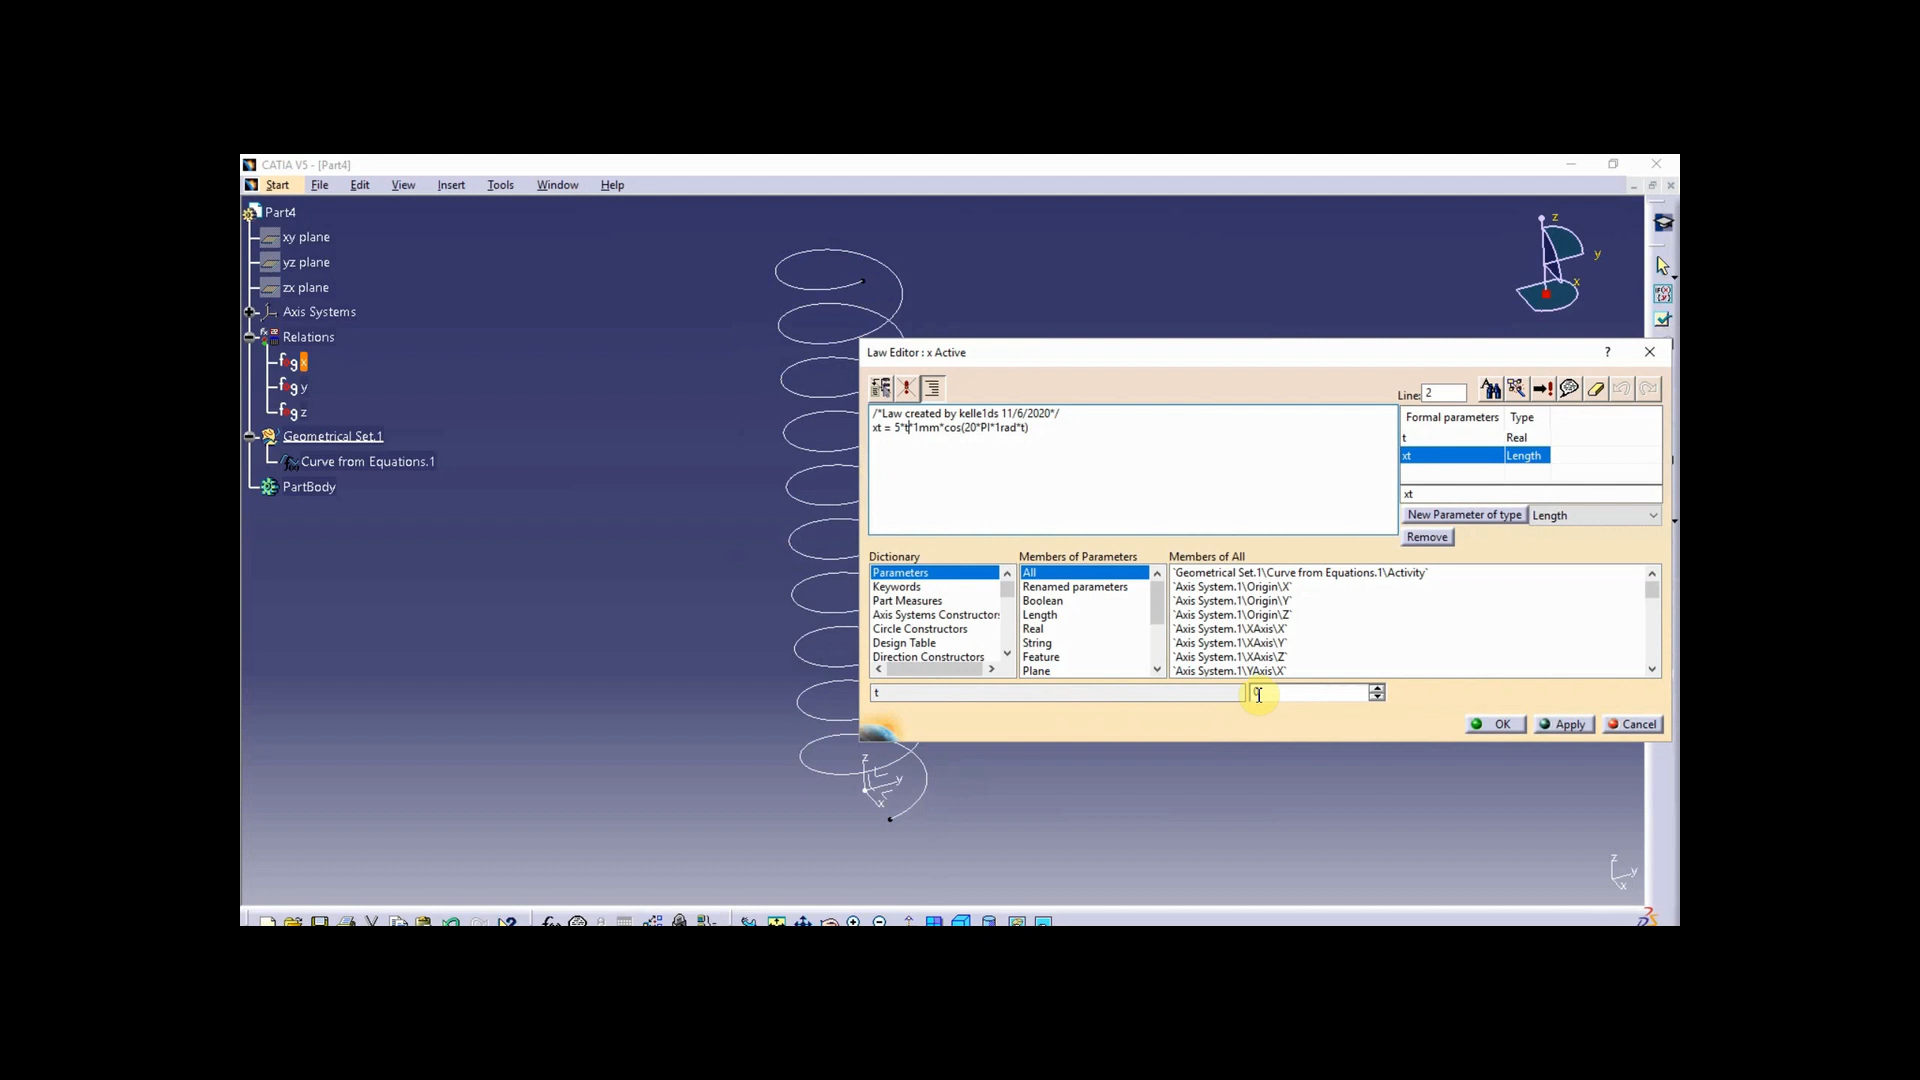 CATIA V5 - [Part4]
Start File Edit View Insert Tools Window Help
Part4
xy plane
yz plane
zx plane
Axis Systems
Relations
x
y
z
Geometrical Set.1
Curve from Equations.1
PartBody
z
y
x
Law Editor : x Active
?
Line: 2
/*Law created by kelle1ds 11/6/2020*/
xt = 5*t*1mm*cos(20*PI*1rad*t)
Formal parameters Type
t Real
xt Length
xt
New Parameter of type Length
Remove
Dictionary Members of Parameters Members of All
Parameters All `Geometrical Set.1\Curve from Equations.1\Activity`
Keywords Renamed parameters `Axis System.1\Origin\X`
Part Measures Boolean `Axis System.1\Origin\Y`
Axis Systems Constructors Length `Axis System.1\Origin\Z`
Circle Constructors Real `Axis System.1\XAxis\X`
Design Table String `Axis System.1\XAxis\Y`
Direction Constructors Feature `Axis System.1\XAxis\Z`
Plane `Axis System.1\YAxis\X`
t 0
OK Apply Cancel
z
y
x
z
y
x